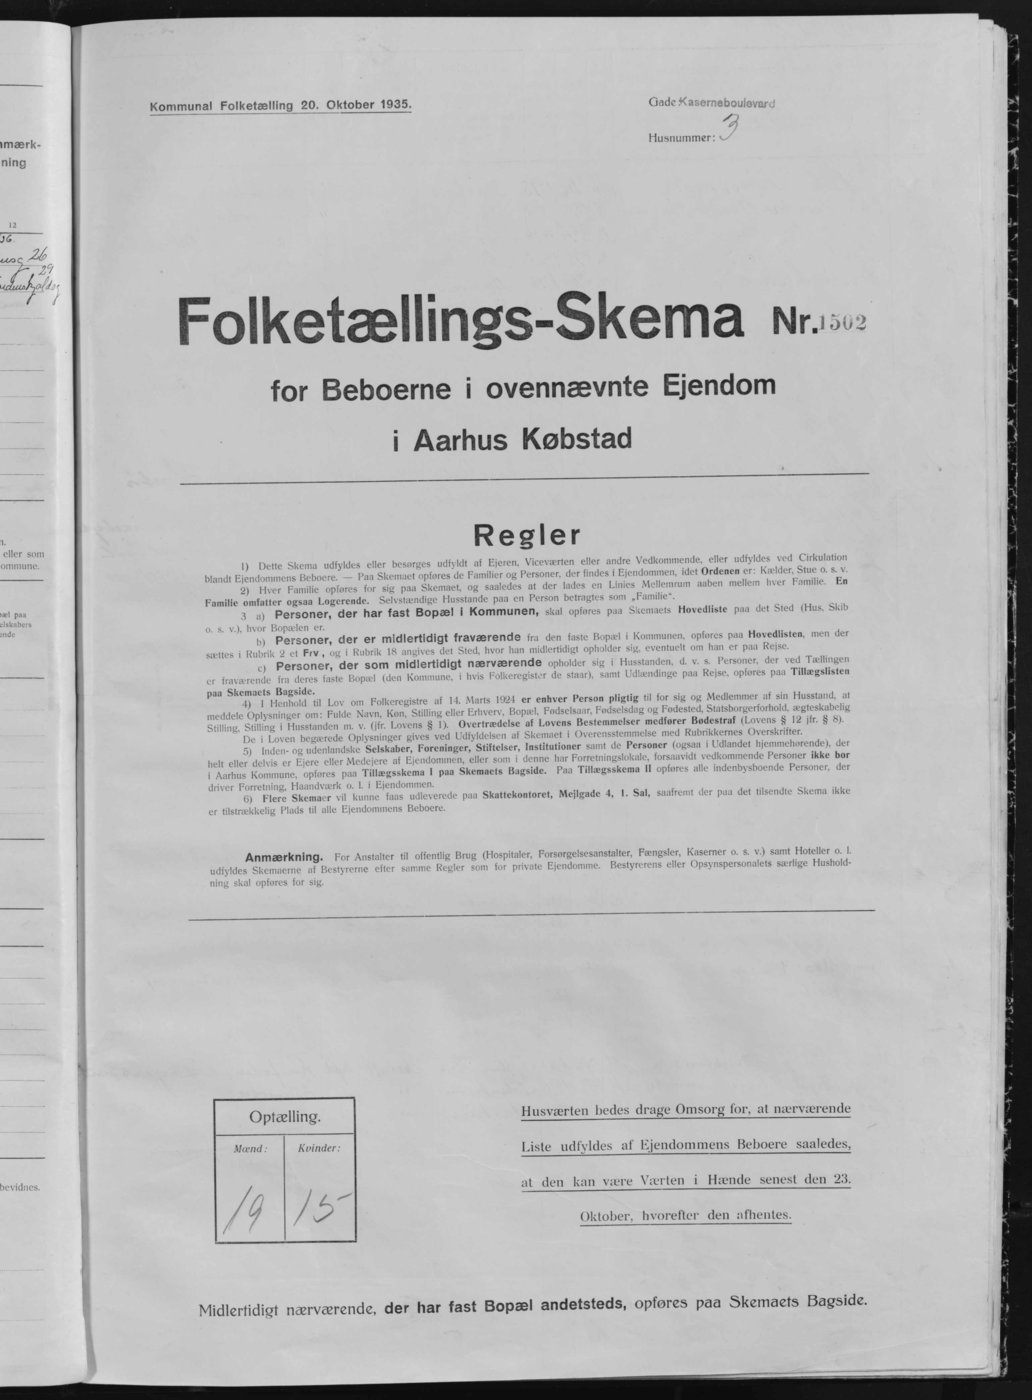 nmærk-
ning
12
26
29
n.
eller som
ommune.
pæl paa
elskabers
ende
bevidnes.
Kommunal Folketælling 20. Oktober 1935.
Gade: Kaserneboulevard
Husnummer: 3
Folketællings-Skema Nr. 1502
for Beboerne i ovennævnte Ejendom
i Aarhus Købstad
Regler
1) Dette Skema udfyldes eller besørges udfyldt af Ejeren, Viceværten eller andre Vedkommende, eller udfyldes ved Cirkulation
blandt Ejendommens Beboere. — Paa Skemaet opføres de Familier og Personer, der findes i Ejendommen, idet Ordenen er: Kælder, Stue o. s. v.
2) Hver Familie opføres for sig paa Skemaet, og saaledes at der lades en Linies Mellemrum aaben mellem hver Familie. En
Familie omfatter ogsaa Logerende. Selvstændige Husstande paa en Person betragtes som „Familie".
3 a) Personer, der har fast Bopæl i Kommunen, skal opføres paa Skemaets Hovedliste paa det Sted (Hus, Skib
o. s. v.), hvor Bopælen er.
b) Personer, der er midlertidigt fraværende fra den faste Bopæl i Kommunen, opføres paa Hovedlisten, men der
sættes i Rubrik 2 et Frv., og i Rubrik 18 angives det Sted, hvor han midlertidigt opholder sig, eventuelt om han er paa Rejse.
c) Personer, der som midlertidigt nærværende opholder sig i Husstanden, d. v. s. Personer, der ved Tællingen
er fraværende fra deres faste Bopæl (den Kommune, i hvis Folkeregister de staar), samt Udlændinge paa Rejse, opføres paa Tillægslisten
paa Skemaets Bagside.
4) I Henhold til Lov om Folkeregistre af 14. Marts 1924 er enhver Person pligtig til for sig og Medlemmer af sin Husstand, at
meddele Oplysninger om: Fulde Navn, Køn, Stilling eller Erhverv, Bopæl, Fødselsaar, Fødselsdag og Fødested, Statsborgerforhold, ægteskabelig
Stilling, Stilling i Husstanden m. v. (jfr. Lovens § 1). Overtrædelse af Lovens Bestemmelser medfører Bødestraf (Lovens § 12 jfr. § 8).
De i Loven begærede Oplysninger gives ved Udfyldelsen af Skemaet i Overensstemmelse med Rubrikkernes Overskrifter.
5) Inden- og udenlandske Selskaber, Foreninger, Stiftelser, Institutioner samt de Personer (ogsaa i Udlandet hjemmehørende), der
helt eller delvis er Ejere eller Medejere af Ejendommen, eller som i denne har Forretningslokale, forsaavidt vedkommende Personer ikke bor
i Aarhus Kommune, opføres paa Tillægsskema I paa Skemaets Bagside. Paa Tillægsskema II opføres alle indenbysboende Personer, der
driver Forretning, Haandværk o. l. i Ejendommen.
6) Flere Skemaer vil kunne faas udleverede paa Skattekontoret, Mejlgade 4, 1. Sal, saafremt der paa det tilsendte Skema ikke
er tilstrækkelig Plads til alle Ejendommens Beboere.
Anmærkning. For Anstalter til offentlig Brug (Hospitaler, Forsørgelsesanstalter, Fængsler, Kaserner o. s. v.) samt Hoteller o. l.
udfyldes Skemaerne af Bestyrerne efter samme Regler som for private Ejendomme. Bestyrerens eller Opsynspersonalets særlige Hushold-
ning skal opføres for sig.
Optælling.
Mænd: Kvinder:
19 15
Husværten bedes drage Omsorg for, at nærværende
Liste udfyldes af Ejendommens Beboere saaledes,
at den kan være Værten i Hænde senest den 23.
Oktober, hvorefter den afhentes.
Midlertidigt nærværende, der har fast Bopæl andetsteds, opføres paa Skemaets Bagside.